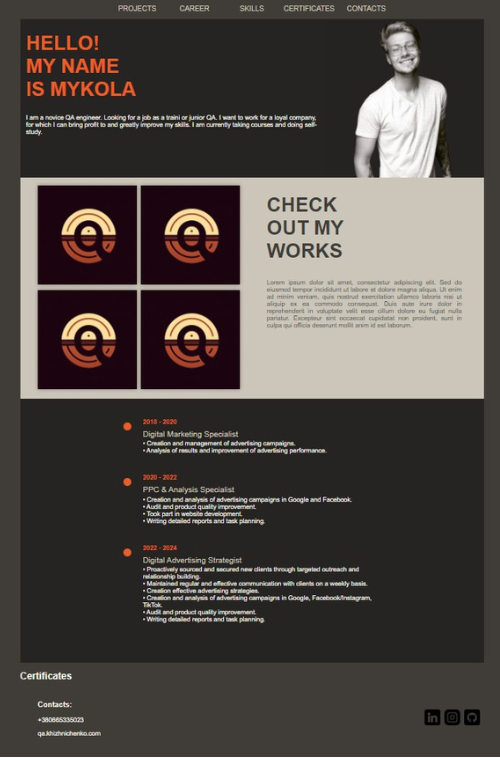 PROJECTS CAREER SKILLS CERTIFICATES CONTACTS
HELLO!
MY NAME
IS MYKOLA
I am a novice QA engineer. Looking for a job as a traini or junior QA. I want to work for a loyal company,
for which I can bring profit to and greatly improve my skills. I am currently taking courses and doing self-
study.
CHECK
OUT MY
WORKS
Lorem ipsum dolor sit amet, consectetur adipiscing elit. Sed do
eiusmod tempor incididunt ut labore et dolore magna aliqua. Ut enim
ad minim veniam, quis nostrud exercitation ullamco laboris nisi ut
aliquip ex ea commodo consequat. Duis aute irure dolor in
reprehenderit in voluptate velit esse cillum dolore eu fugiat nulla
pariatur. Excepteur sint occaecat cupidatat non proident, sunt in
culpa qui officia deserunt mollit anim id est laborum.
2018 - 2020
Digital Marketing Specialist
• Creation and management of advertising campaigns.
• Analysis of results and improvement of advertising performance.
2020 - 2022
PPC & Analysis Specialist
• Creation and analysis of advertising campaigns in Google and Facebook.
• Audit and product quality improvement.
• Took part in website development.
• Writing detailed reports and task planning.
2022 - 2024
Digital Advertising Strategist
• Proactively sourced and secured new clients through targeted outreach and
relationship building.
• Maintained regular and effective communication with clients on a weekly basis.
• Creation effective advertising strategies.
• Creation and analysis of advertising campaigns in Google, Facebook/Instagram,
TikTok.
• Audit and product quality improvement.
• Writing detailed reports and task planning.
Certificates
Contacts:
+380665335023
qa.khizhnichenko.com
in